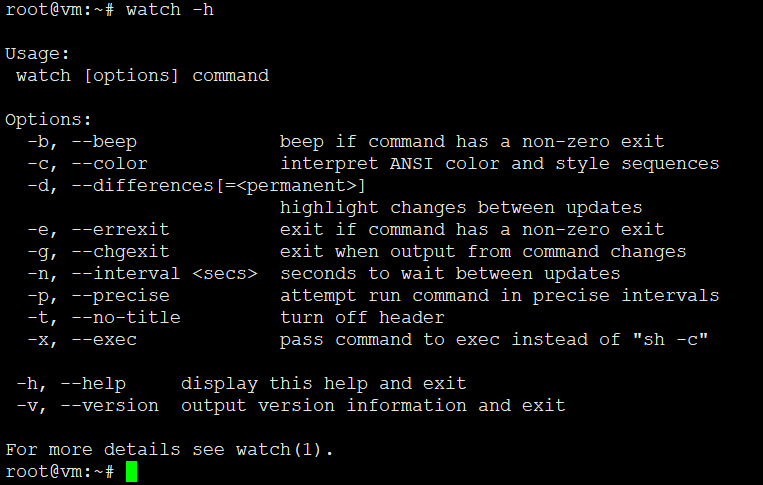 root@vm:~# watch -h

Usage:
 watch [options] command

Options:
  -b, --beep             beep if command has a non-zero exit
  -c, --color            interpret ANSI color and style sequences
  -d, --differences[=<permanent>]
                         highlight changes between updates
  -e, --errexit          exit if command has a non-zero exit
  -g, --chgexit          exit when output from command changes
  -n, --interval <secs>  seconds to wait between updates
  -p, --precise          attempt run command in precise intervals
  -t, --no-title         turn off header
  -x, --exec             pass command to exec instead of "sh -c"

 -h, --help     display this help and exit
 -v, --version  output version information and exit

For more details see watch(1).
root@vm:~#